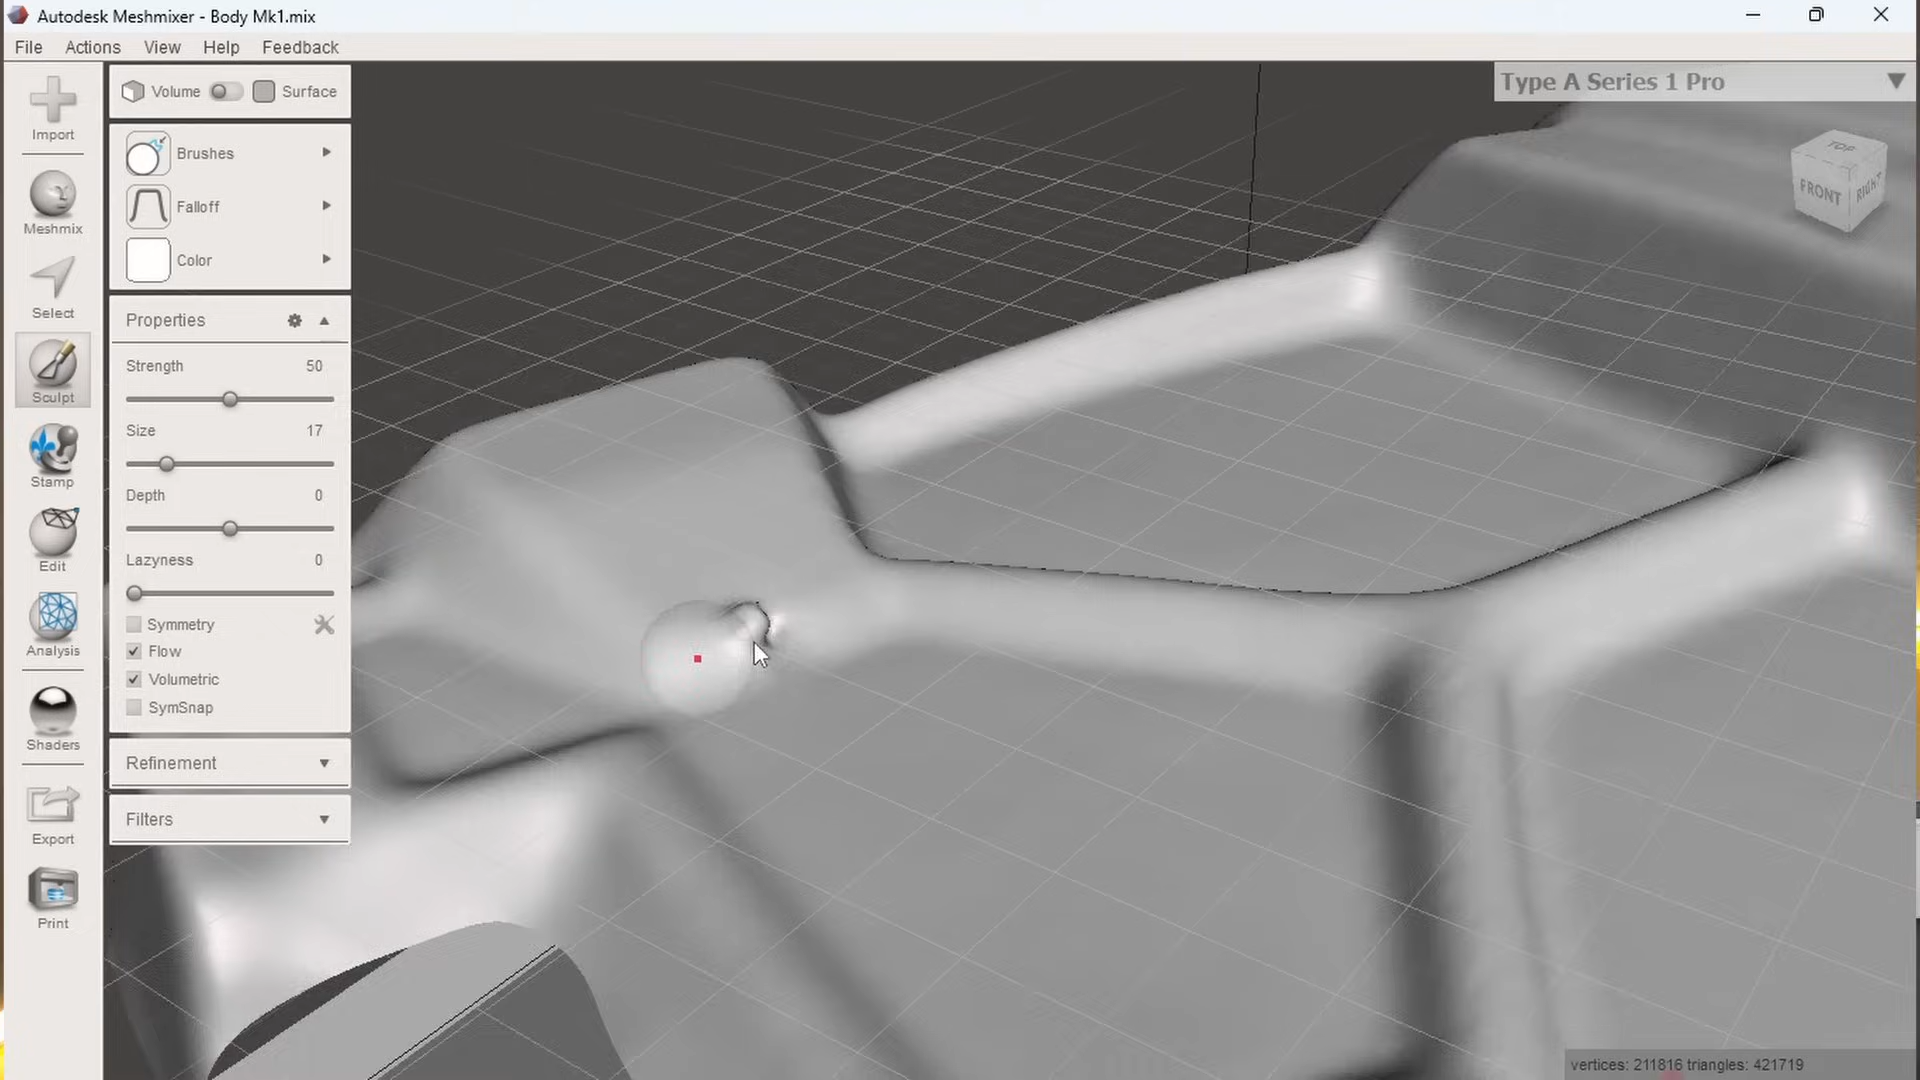 Autodesk Meshmixer - Body Mk1.mix
File Actions View Help Feedback
Import
Meshmix
Select
Sculpt
Stamp
Edit
Analysis
Shaders
Export
Print
Volume Surface
Brushes
Falloff
Color
Properties
Strength 50
Size 17
Depth 0
Lazyness 0
Symmetry
Flow
Volumetric
SymSnap
Refinement
Filters
Type A Series 1 Pro
TOP
FRONT RIGHT
vertices: 211816 triangles: 421719